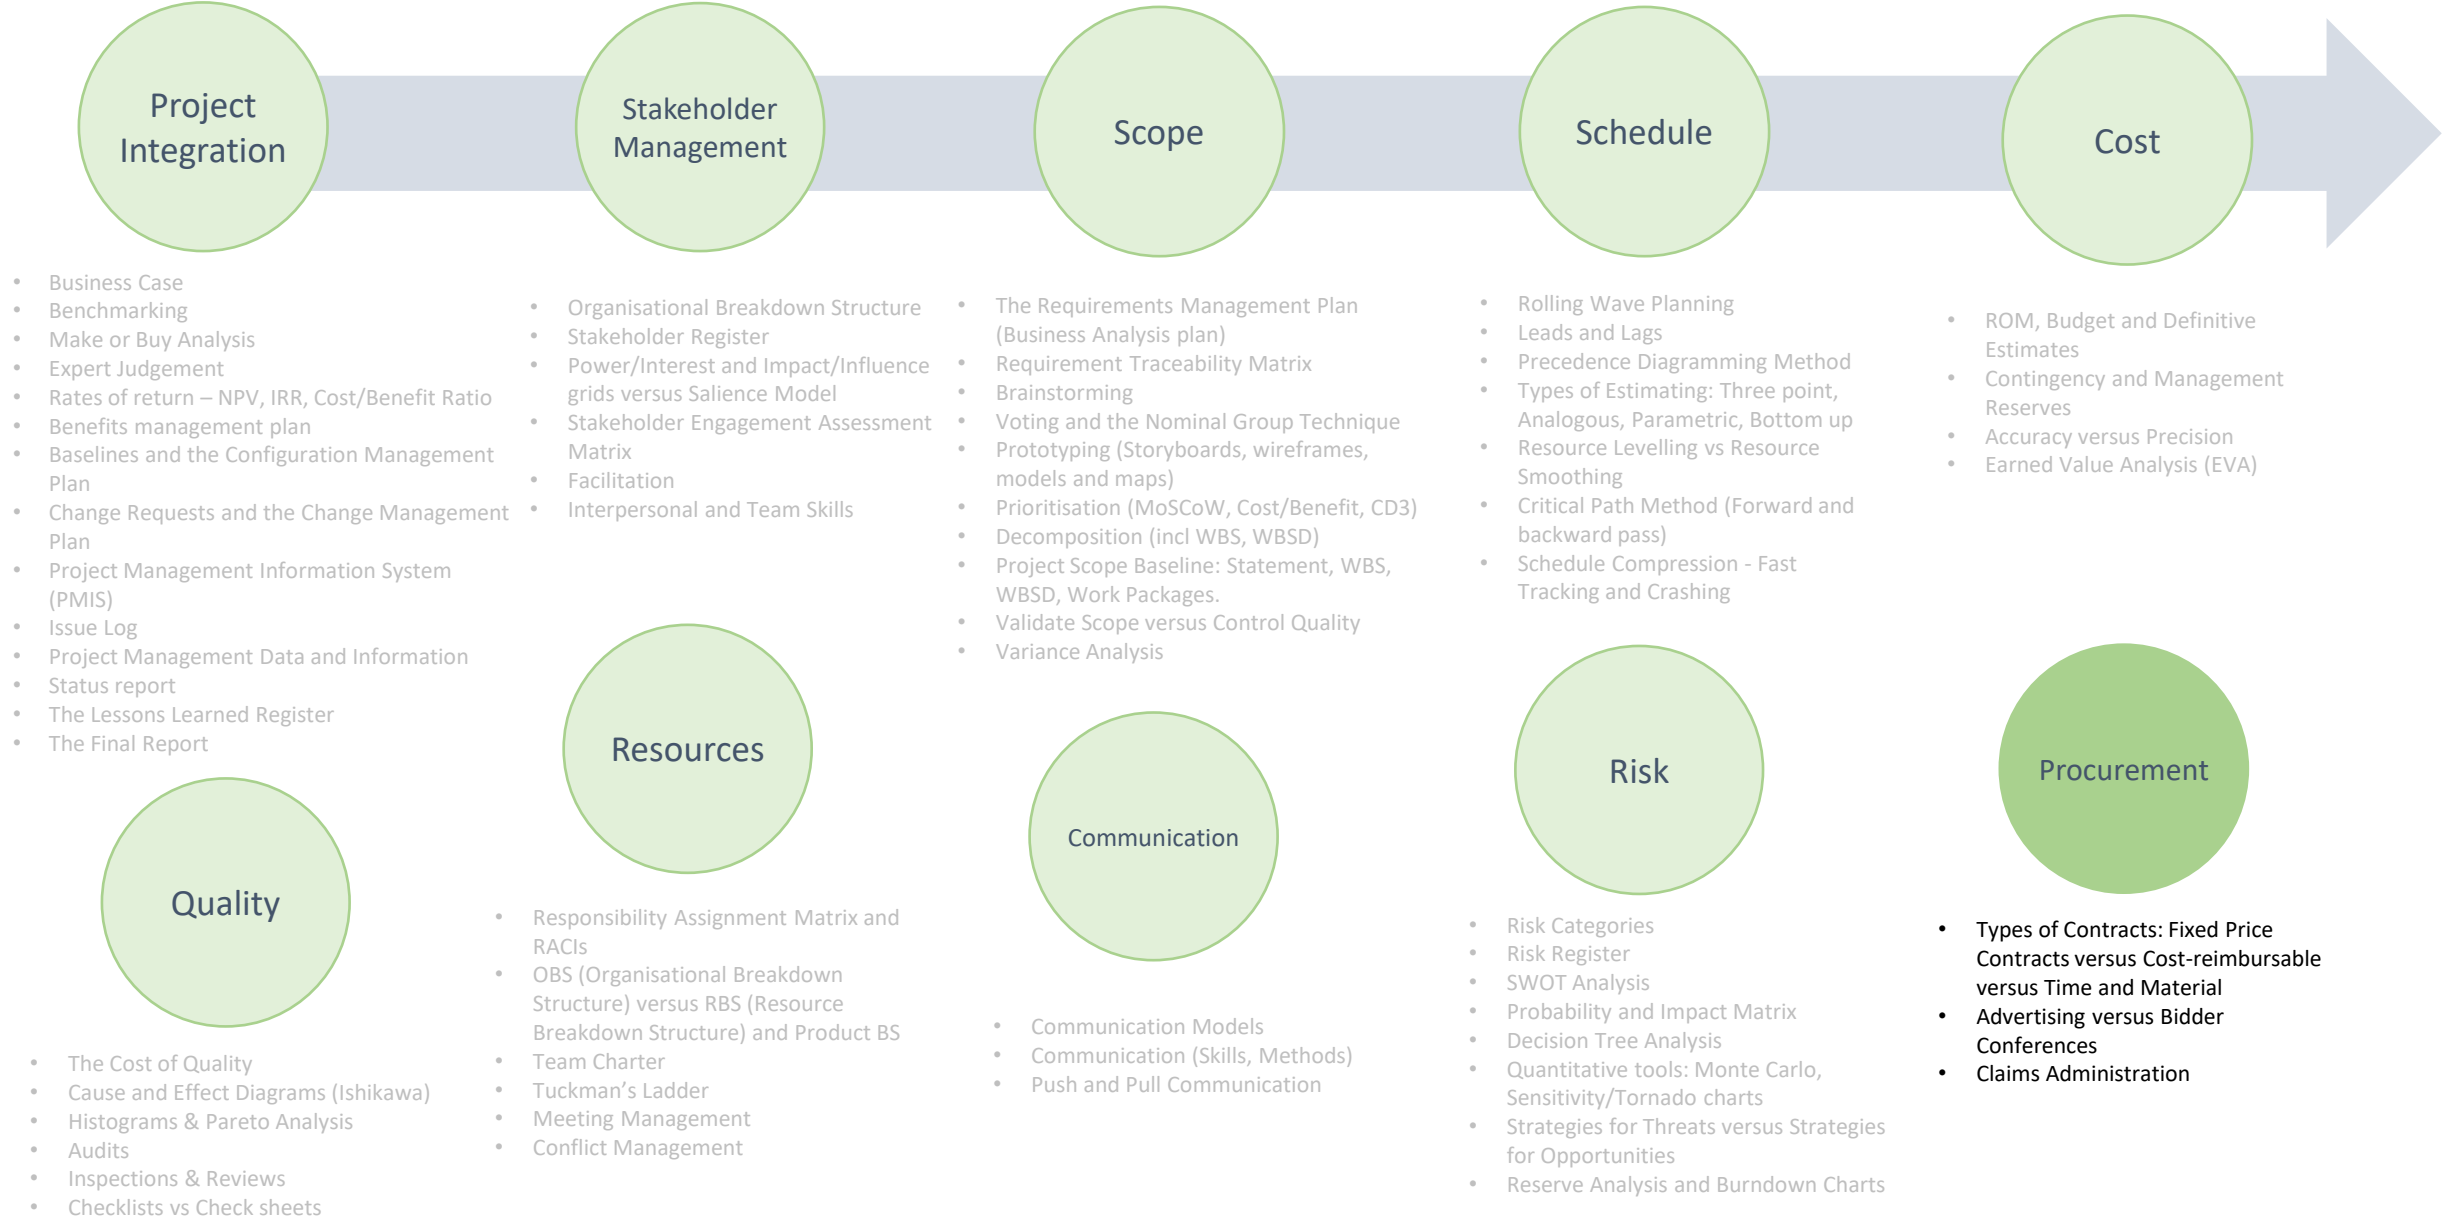 Project
Integration
• Business Case
• Benchmarking
• Make or Buy Analysis
• Expert Judgement
• Rates of return – NPV, IRR, Cost/Benefit Ratio
• Benefits management plan
• Baselines and the Configuration Management
Plan
• Change Requests and the Change Management
Plan
• Project Management Information System
(PMIS)
• Issue Log
• Project Management Data and Information
• Status report
• The Lessons Learned Register
• The Final Report
Stakeholder
Management
• Organisational Breakdown Structure
• Stakeholder Register
• Power/Interest and Impact/Influence
grids versus Salience Model
• Stakeholder Engagement Assessment
Matrix
• Facilitation
• Interpersonal and Team Skills
Scope
• The Requirements Management Plan
(Business Analysis plan)
• Requirement Traceability Matrix
• Brainstorming
• Voting and the Nominal Group Technique
• Prototyping (Storyboards, wireframes,
models and maps)
• Prioritisation (MoSCoW, Cost/Benefit, CD3)
• Decomposition (incl WBS, WBSD)
• Project Scope Baseline: Statement, WBS,
WBSD, Work Packages.
• Validate Scope versus Control Quality
• Variance Analysis
Schedule
• Rolling Wave Planning
• Leads and Lags
• Precedence Diagramming Method
• Types of Estimating: Three point,
Analogous, Parametric, Bottom up
• Resource Levelling vs Resource
Smoothing
• Critical Path Method (Forward and
backward pass)
• Schedule Compression - Fast
Tracking and Crashing
Cost
• ROM, Budget and Definitive
Estimates
• Contingency and Management
Reserves
• Accuracy versus Precision
• Earned Value Analysis (EVA)
Quality
• The Cost of Quality
• Cause and Effect Diagrams (Ishikawa)
• Histograms & Pareto Analysis
• Audits
• Inspections & Reviews
• Checklists vs Check sheets
Resources
• Responsibility Assignment Matrix and
RACIs
• OBS (Organisational Breakdown
Structure) versus RBS (Resource
Breakdown Structure) and Product BS
• Team Charter
• Tuckman’s Ladder
• Meeting Management
• Conflict Management
Communication
• Communication Models
• Communication (Skills, Methods)
• Push and Pull Communication
Risk
• Risk Categories
• Risk Register
• SWOT Analysis
• Probability and Impact Matrix
• Decision Tree Analysis
• Quantitative tools: Monte Carlo,
Sensitivity/Tornado charts
• Strategies for Threats versus Strategies
for Opportunities
• Reserve Analysis and Burndown Charts
Procurement
• Types of Contracts: Fixed Price
Contracts versus Cost-reimbursable
versus Time and Material
• Advertising versus Bidder
Conferences
• Claims Administration